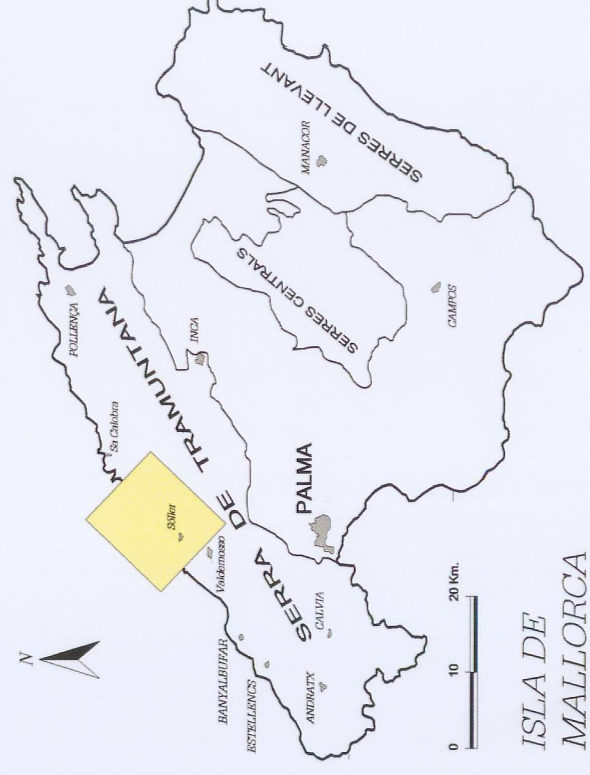 N
POLLENÇA
Sa Calobra
SERRA DE TRAMUNTANA
Sóller
Valdemosso
BANYALBUFAR
ESTELLENCS
ANDRATX
CALVIA
INCA
PALMA
SERRES CENTRALS
SERRES DE LLEVANT
MANACOR
CAMPOS
0 10 20 Km.
ISLA DE
MALLORCA